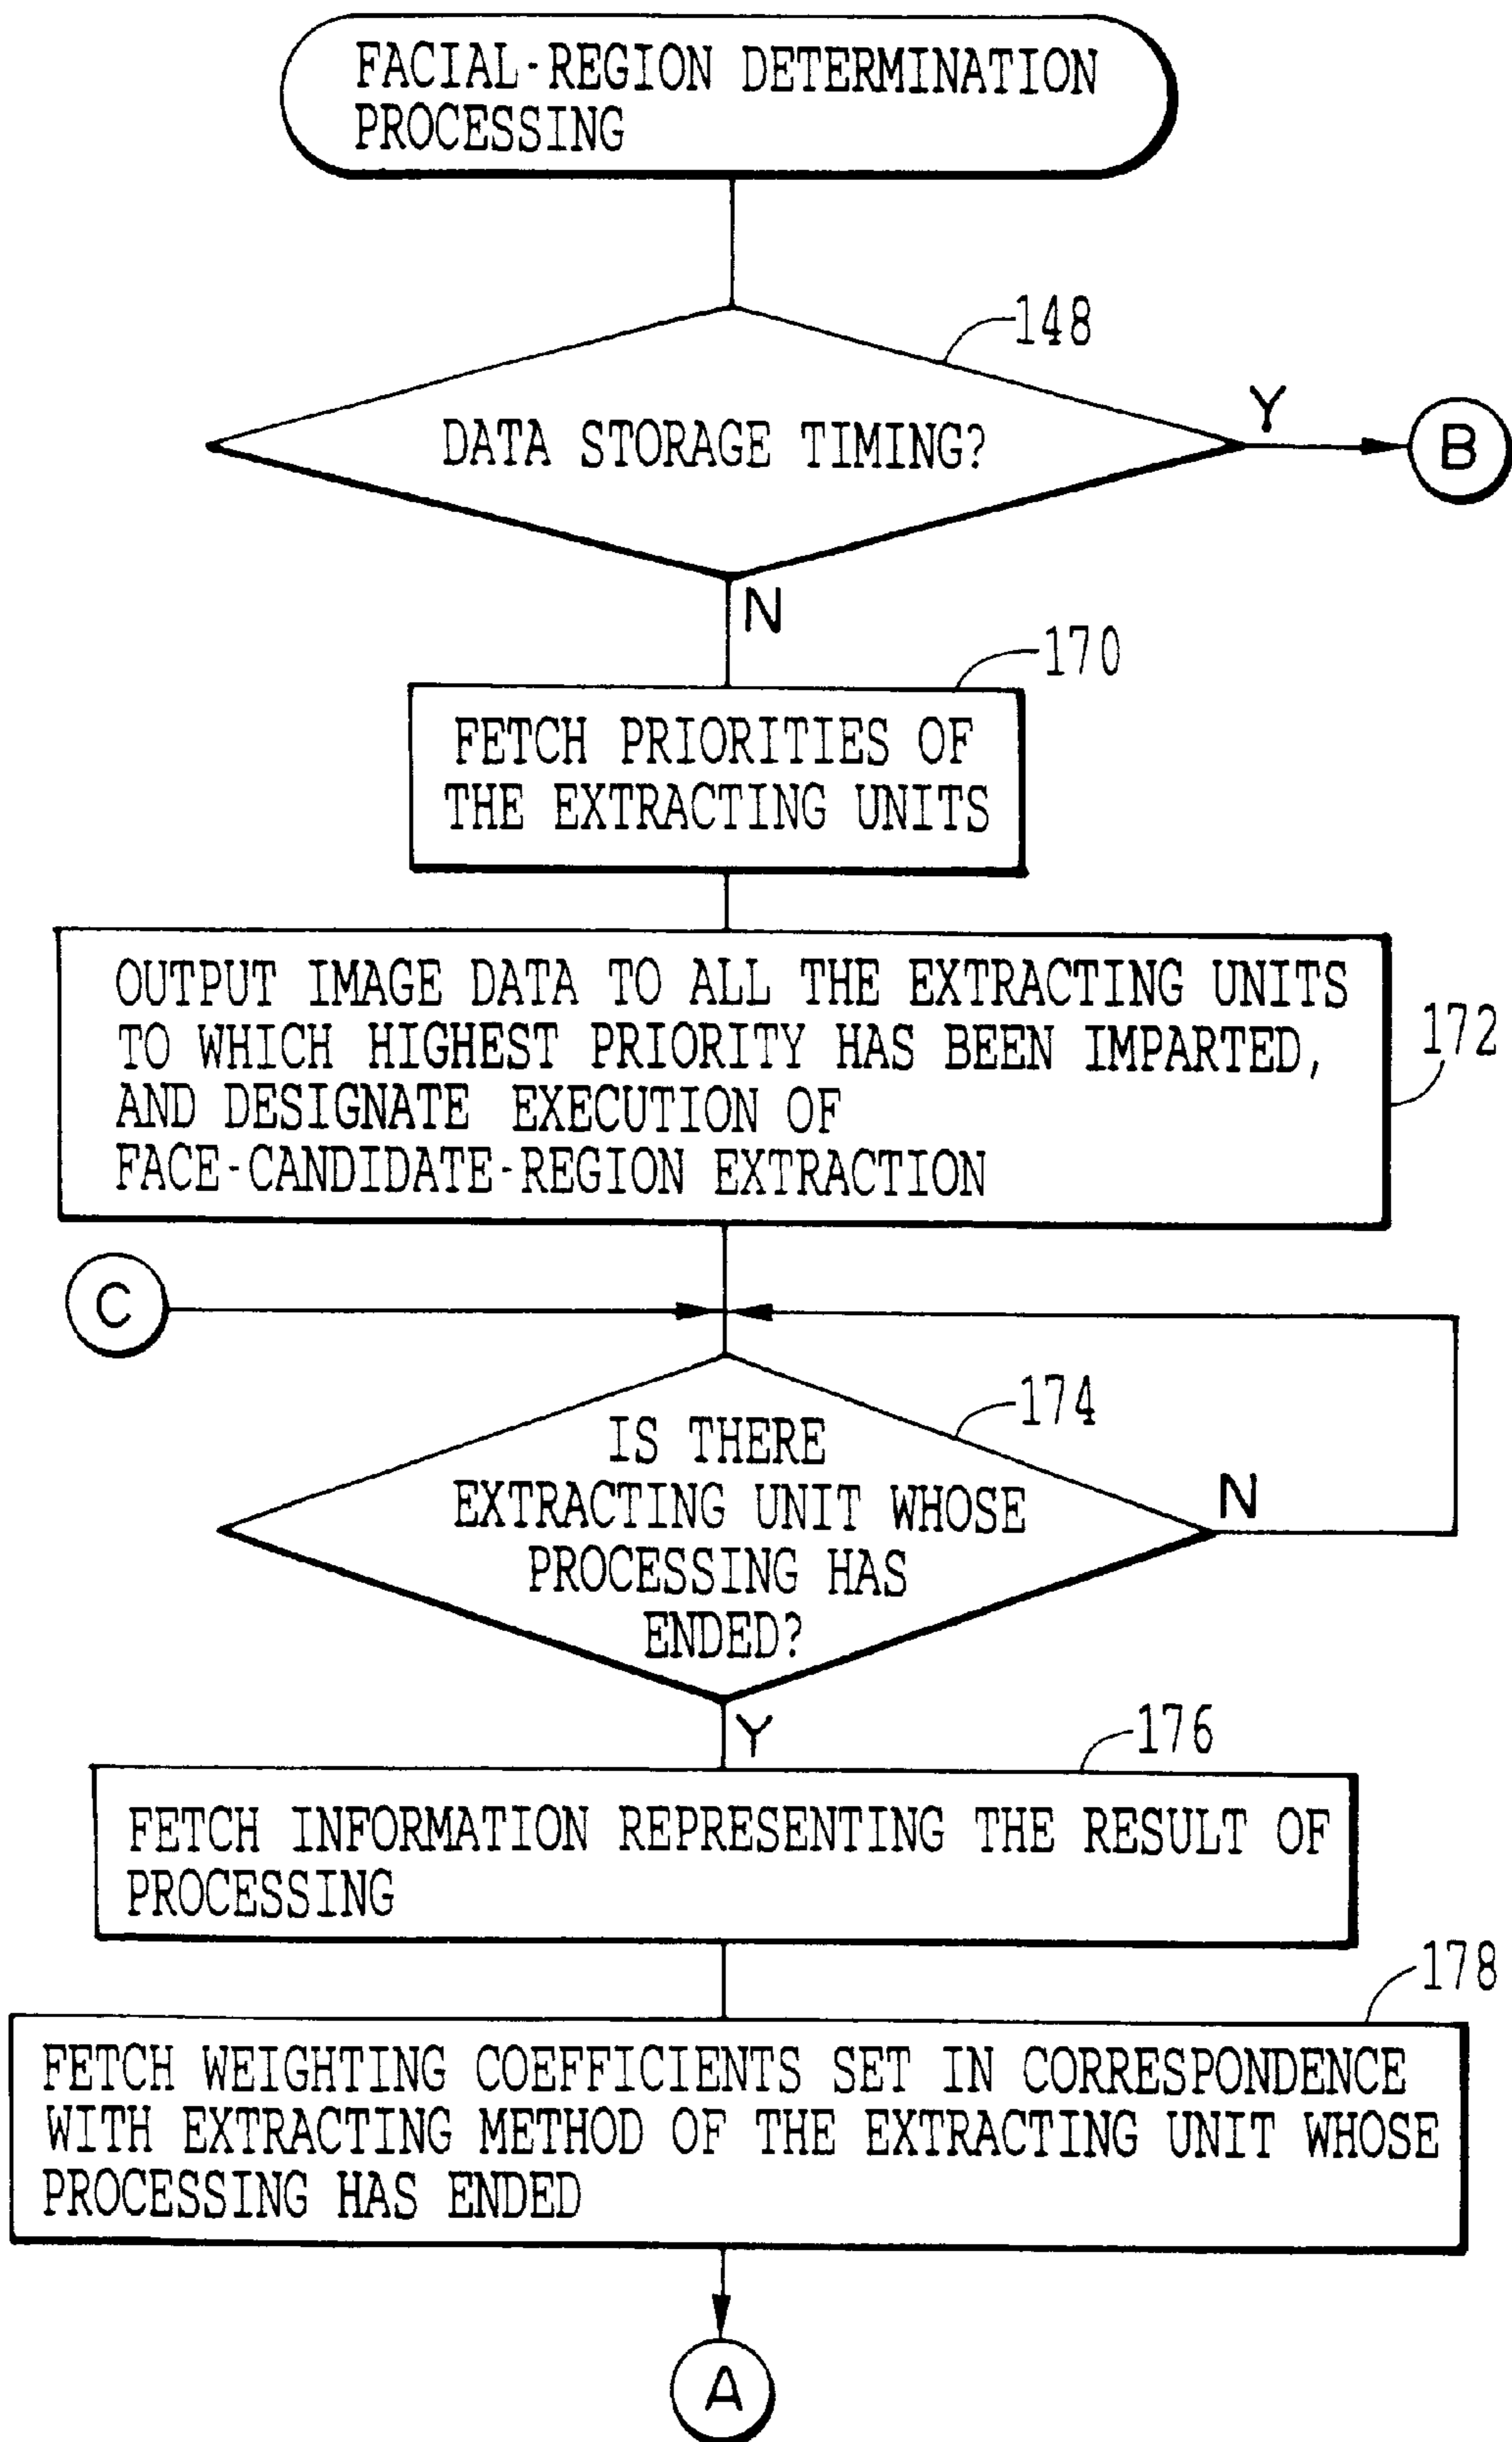 FACIAL-REGION DETERMINATION
PROCESSING
148
DATA STORAGE TIMING?
Y
B
N
170
FETCH PRIORITIES OF
THE EXTRACTING UNITS
OUTPUT IMAGE DATA TO ALL THE EXTRACTING UNITS
TO WHICH HIGHEST PRIORITY HAS BEEN IMPARTED,
AND DESIGNATE EXECUTION OF
FACE-CANDIDATE-REGION EXTRACTION
172
C
174
IS THERE
EXTRACTING UNIT WHOSE
PROCESSING HAS
ENDED?
N
Y
176
FETCH INFORMATION REPRESENTING THE RESULT OF
PROCESSING
178
FETCH WEIGHTING COEFFICIENTS SET IN CORRESPONDENCE
WITH EXTRACTING METHOD OF THE EXTRACTING UNIT WHOSE
PROCESSING HAS ENDED
A